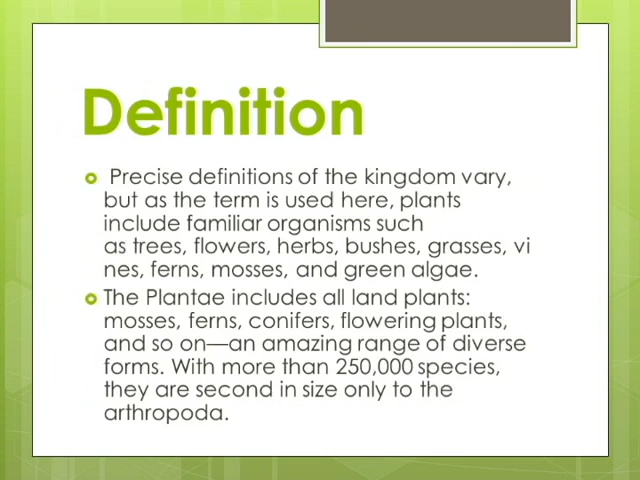 Definition
Precise definitions of the kingdom vary,
but as the term is used here, plants
include familiar organisms such
as trees, flowers, herbs, bushes, grasses, vi
nes, ferns, mosses, and green algae.
The Plantae includes all land plants:
mosses, ferns, conifers, flowering plants,
and so on—an amazing range of diverse
forms. With more than 250,000 species,
they are second in size only to the
arthropoda.